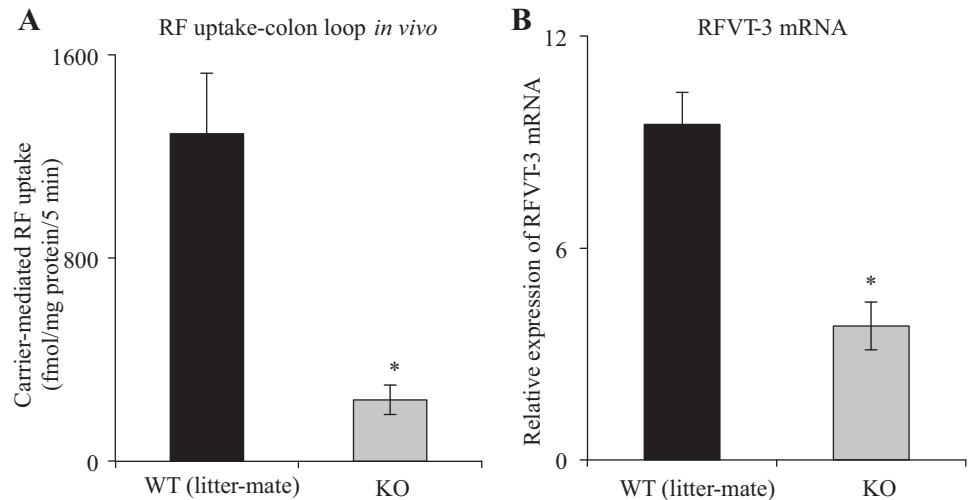 A
RF uptake-colon loop in vivo
1600
800
0
Carrier-mediated RF uptake
(fmol/mg protein/5 min)
*
WT (litter-mate)
KO
B
RFVT-3 mRNA
12
6
0
Relative expression of RFVT-3 mRNA
*
WT (litter-mate)
KO